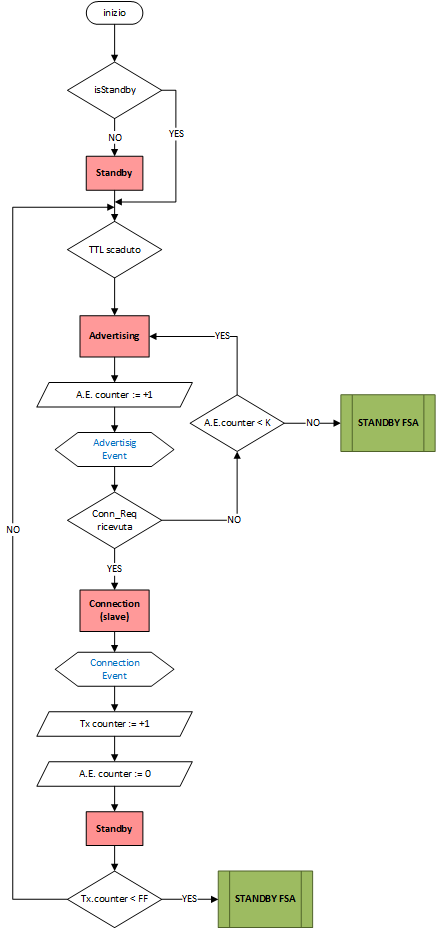 inizio
isStandby
NO
YES
Standby
TTL scaduto
Advertising
YES
A.E. counter := +1
A.E.counter < K
NO
STANDBY FSA
Advertisig
Event
Conn_Req
ricevuta
NO
NO
YES
Connection
(slave)
Connection
Event
Tx counter := +1
A.E. counter := 0
Standby
Tx.counter < FF
YES
STANDBY FSA